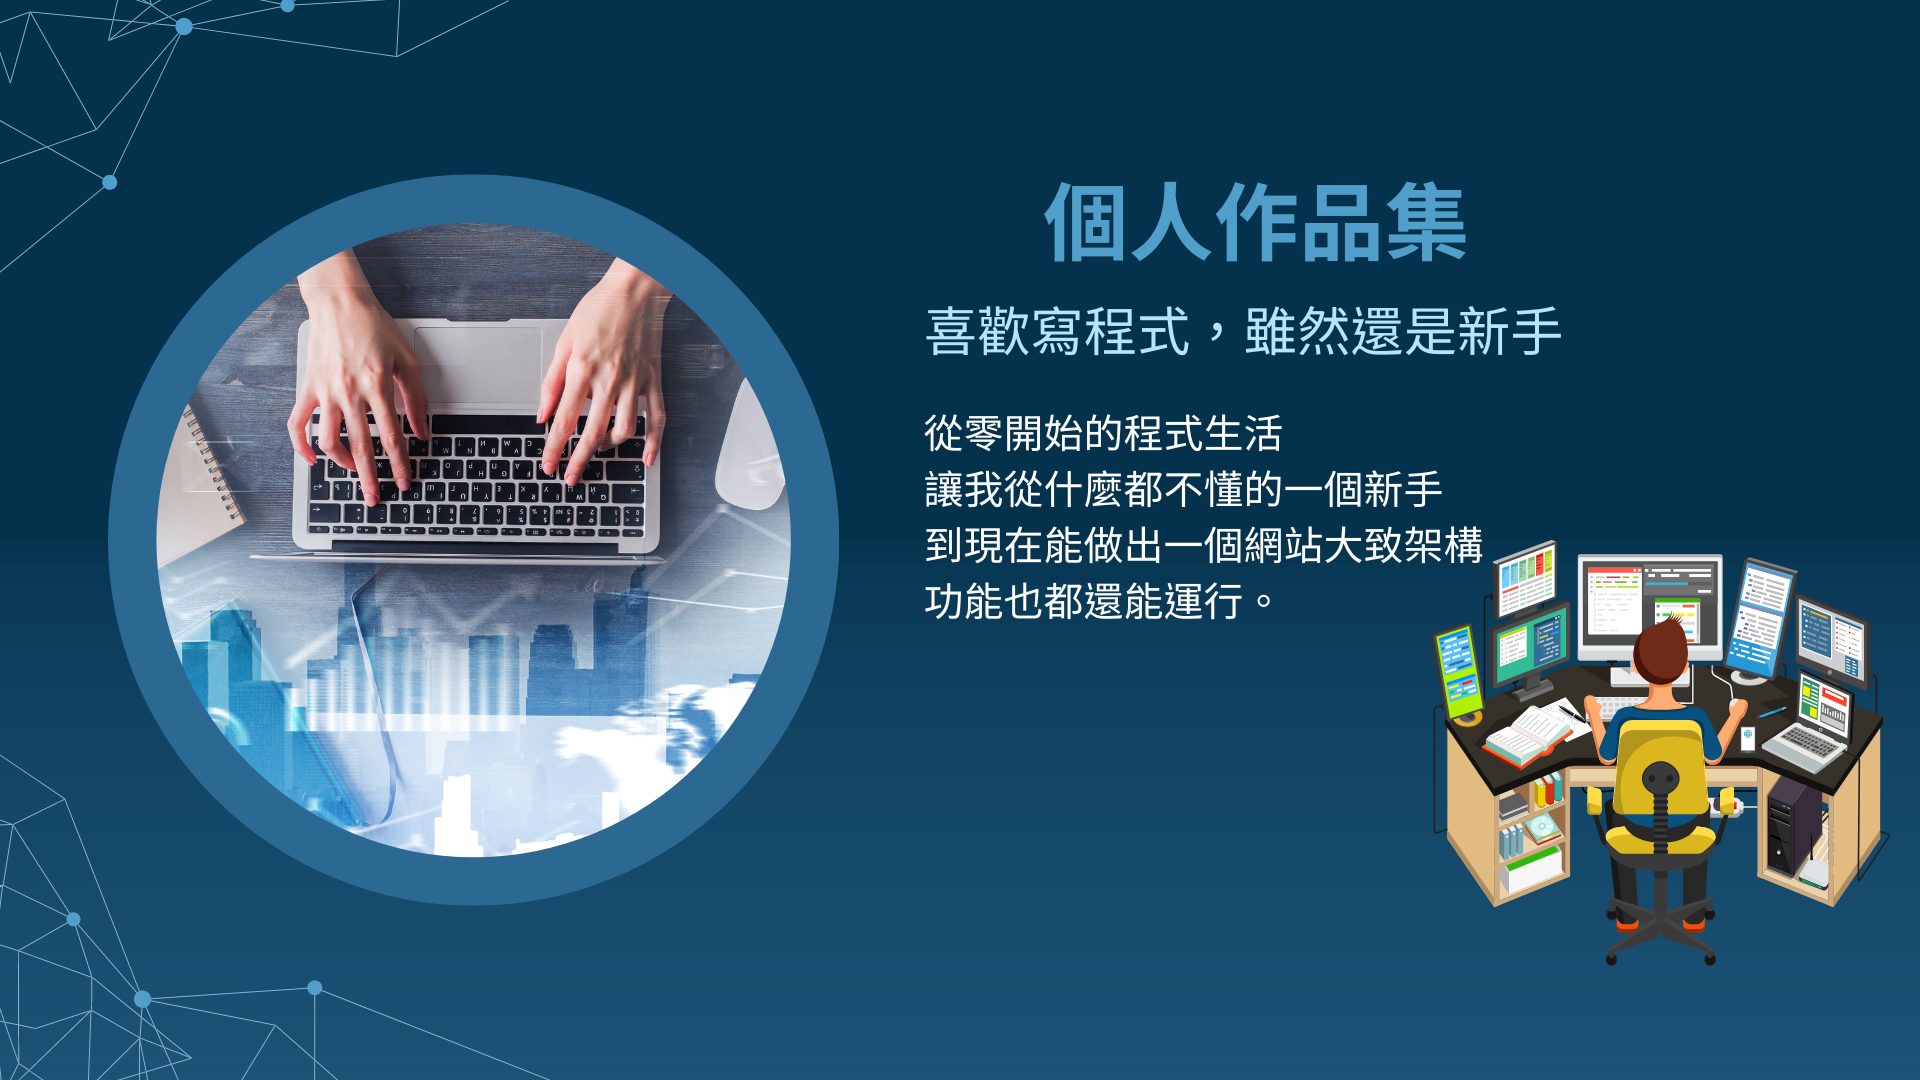 個人作品集
喜歡寫程式，雖然還是新手
從零開始的程式生活
讓我從什麼都不懂的一個新手
到現在能做出一個網站大致架構
功能也都還能運行。